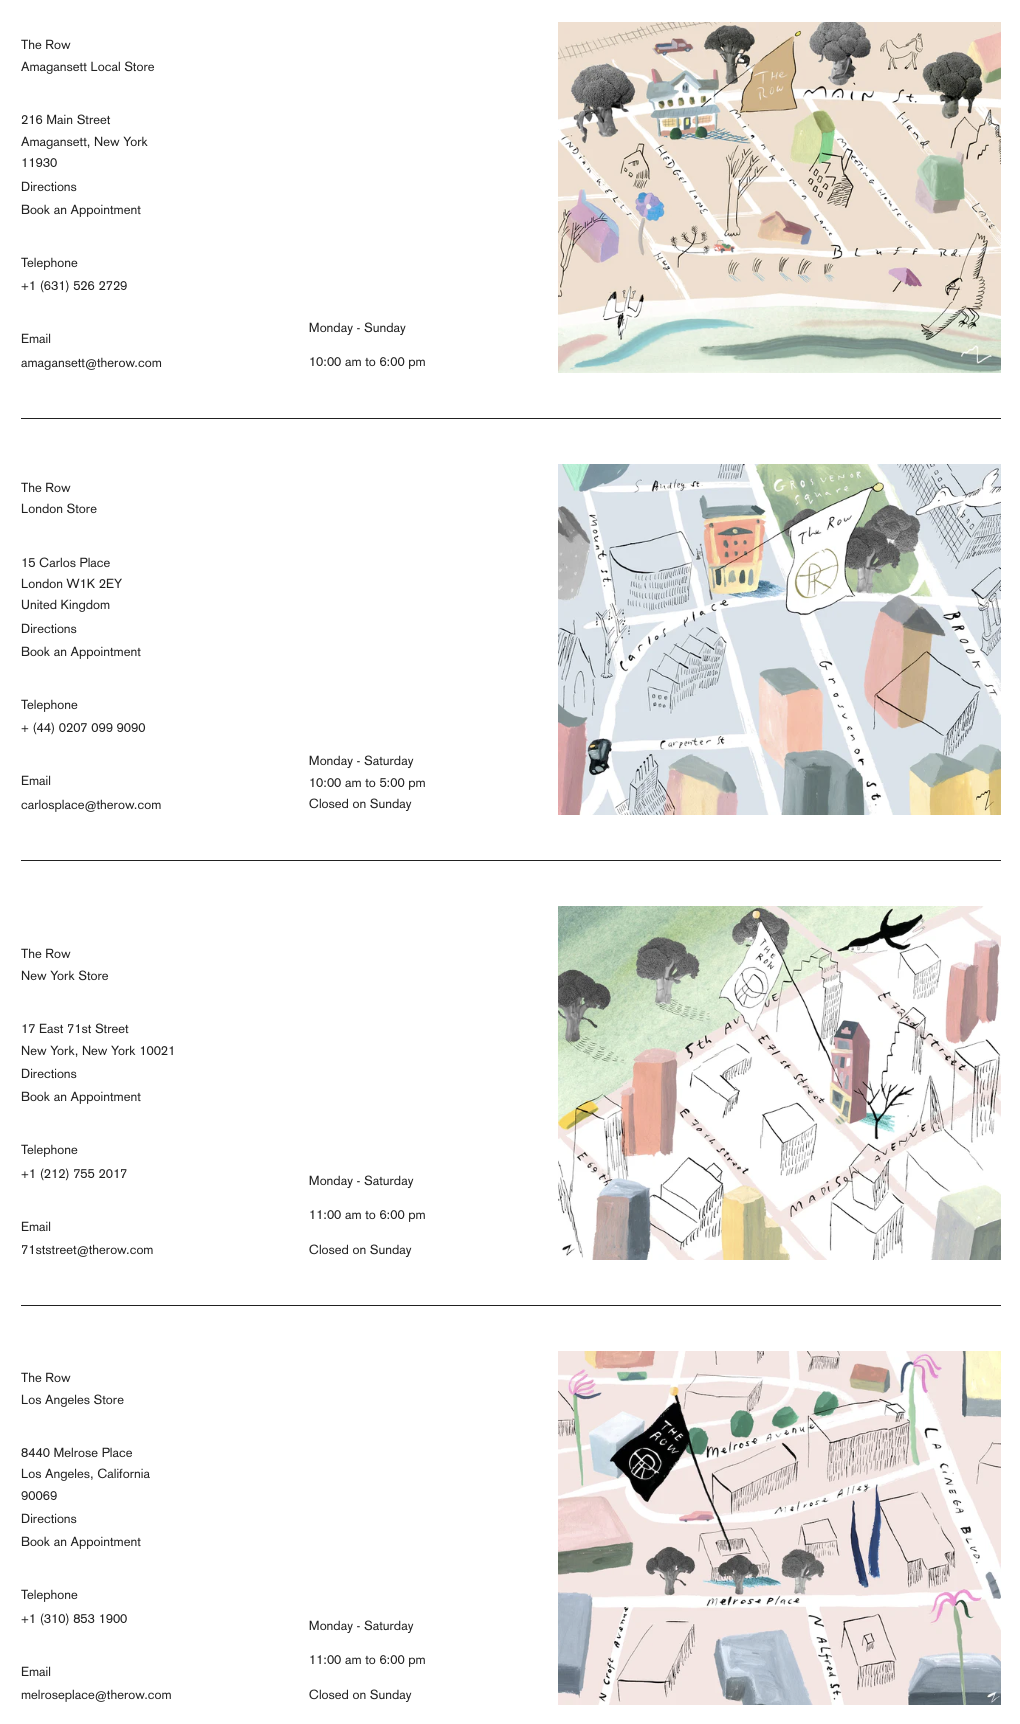 The Row
Amagansett Local Store
216 Main Street
Amagansett, New York
11930
Directions
Book an Appointment
Telephone
+1 (631) 526 2729
Email
amagansett@therow.com
Monday - Sunday
10:00 am to 6:00 pm
THE
ROW
MAIN St.
Hand
LANE
INDIAN
HEDGES LANE
Lane
BLUFF Rd.
The Row
London Store
15 Carlos Place
London W1K 2EY
United Kingdom
Directions
Book an Appointment
Telephone
+ (44) 0207 099 9090
Email
carlosplace@therow.com
Monday - Saturday
10:00 am to 5:00 pm
Closed on Sunday
S Audley st.
GROSVENOR
Square
Mount St.
The Row
Carlos Place
BROOK ST
Grosvenor St.
Carpenter St
The Row
New York Store
17 East 71st Street
New York, New York 10021
Directions
Book an Appointment
Telephone
+1 (212) 755 2017
Email
71ststreet@therow.com
Monday - Saturday
11:00 am to 6:00 pm
Closed on Sunday
THE
ROW
5th AVENUE
E 72nd Street
E 71st Street
E 70th Street
E 69th
MADISON AVENUE
The Row
Los Angeles Store
8440 Melrose Place
Los Angeles, California
90069
Directions
Book an Appointment
Telephone
+1 (310) 853 1900
Email
melroseplace@therow.com
Monday - Saturday
11:00 am to 6:00 pm
Closed on Sunday
THE
ROW
Melrose Avenue
LA CINEGA BLVD.
Melrose Alley
Melrose Place
N Croft Avenue
N Alfred St.